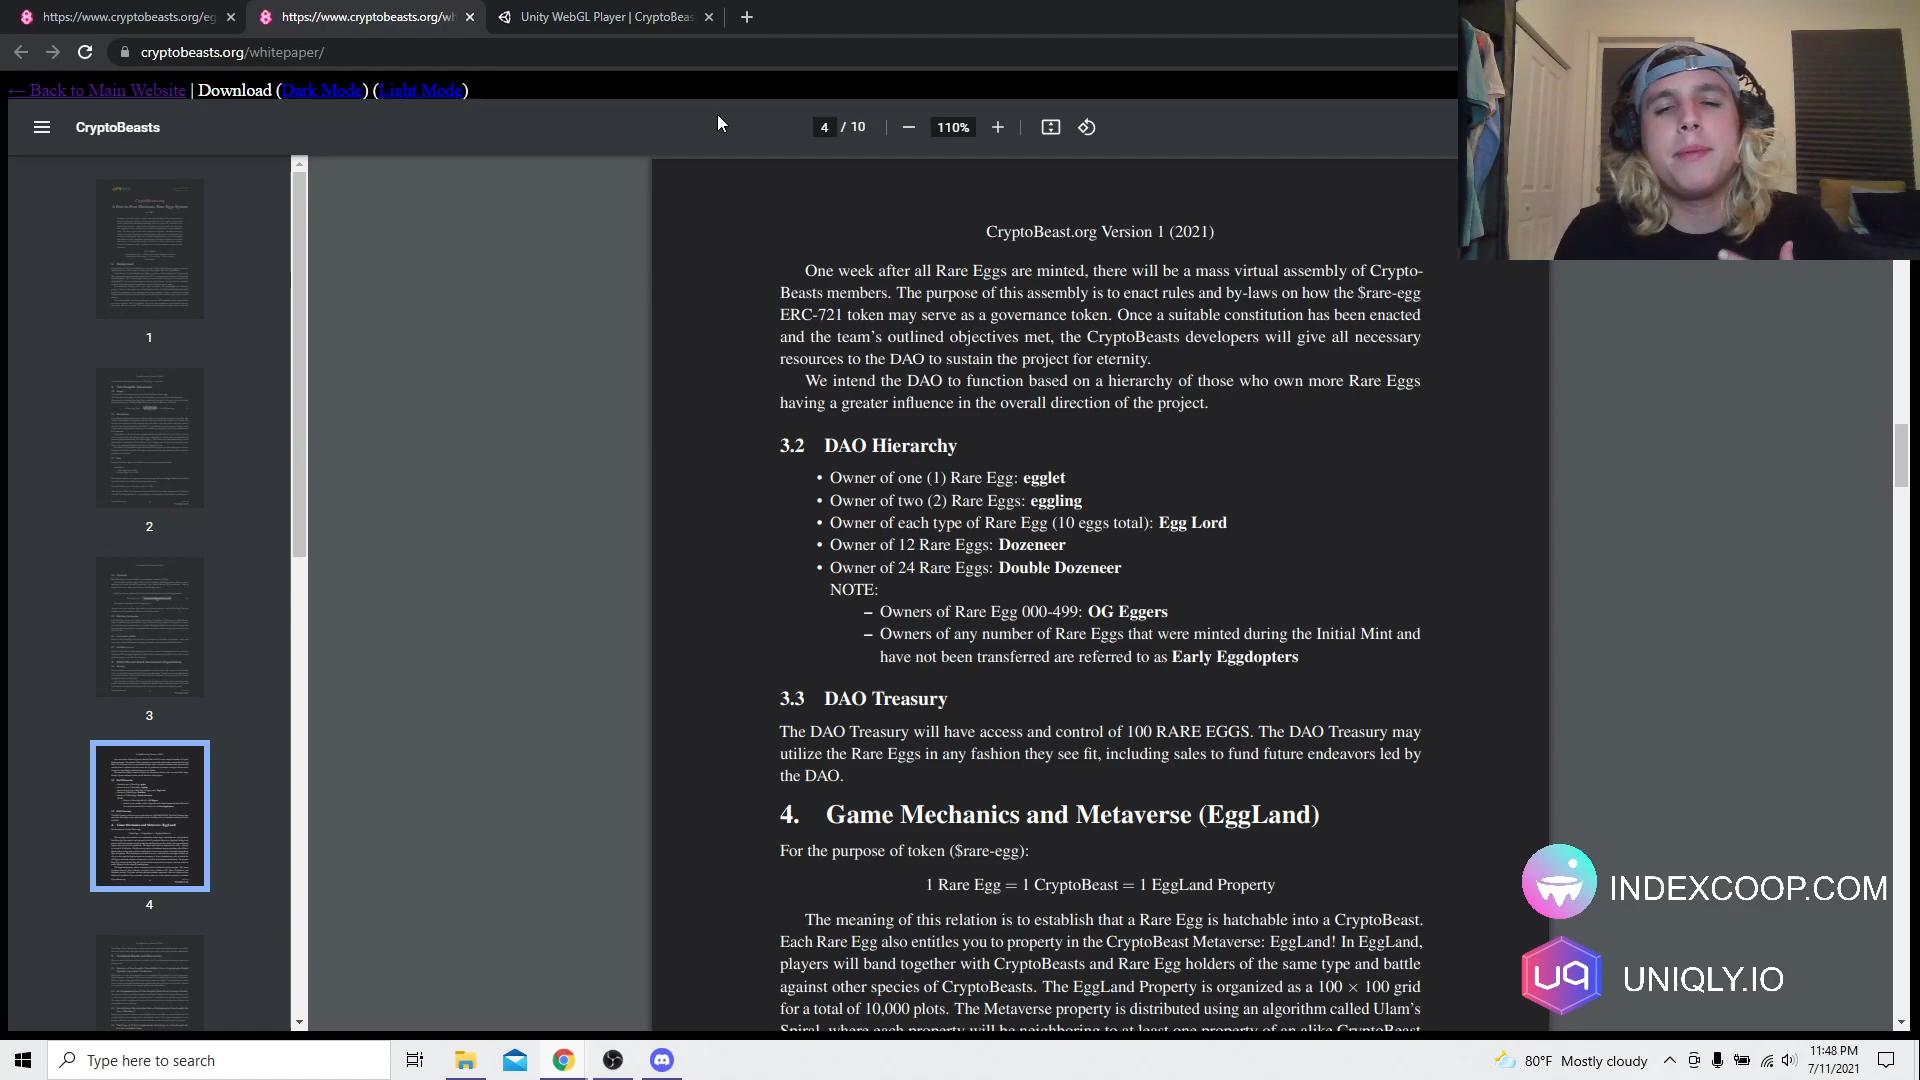 https://www.cryptobeasts.org/eg
https://www.cryptobeasts.org/wh
Unity WebGL Player | CryptoBeas
cryptobeasts.org/whitepaper/
← Back to Main Website | Download (Dark Mode) (Light Mode)
CryptoBeasts
4 / 10
110%
1
2
3
4
CryptoBeast.org Version 1 (2021)
One week after all Rare Eggs are minted, there will be a mass virtual assembly of Crypto-
Beasts members. The purpose of this assembly is to enact rules and by-laws on how the $rare-egg
ERC-721 token may serve as a governance token. Once a suitable constitution has been enacted
and the team's outlined objectives met, the CryptoBeasts developers will give all necessary
resources to the DAO to sustain the project for eternity.
We intend the DAO to function based on a hierarchy of those who own more Rare Eggs
having a greater influence in the overall direction of the project.
3.2 DAO Hierarchy
• Owner of one (1) Rare Egg: egglet
• Owner of two (2) Rare Eggs: eggling
• Owner of each type of Rare Egg (10 eggs total): Egg Lord
• Owner of 12 Rare Eggs: Dozeneer
• Owner of 24 Rare Eggs: Double Dozeneer
NOTE:
– Owners of Rare Egg 000-499: OG Eggers
– Owners of any number of Rare Eggs that were minted during the Initial Mint and
have not been transferred are referred to as Early Eggdopters
3.3 DAO Treasury
The DAO Treasury will have access and control of 100 RARE EGGS. The DAO Treasury may
utilize the Rare Eggs in any fashion they see fit, including sales to fund future endeavors led by
the DAO.
4. Game Mechanics and Metaverse (EggLand)
For the purpose of token ($rare-egg):
1 Rare Egg = 1 CryptoBeast = 1 EggLand Property
The meaning of this relation is to establish that a Rare Egg is hatchable into a CryptoBeast.
Each Rare Egg also entitles you to property in the CryptoBeast Metaverse: EggLand! In EggLand,
players will band together with CryptoBeasts and Rare Egg holders of the same type and battle
against other species of CryptoBeasts. The EggLand Property is organized as a 100 × 100 grid
for a total of 10,000 plots. The Metaverse property is distributed using an algorithm called Ulam's
Spiral, where each property will be neighboring to at least one property of an alike CryptoBeast
INDEXCOOP.COM
UNIQLY.IO
Type here to search
80°F Mostly cloudy
11:48 PM
7/11/2021